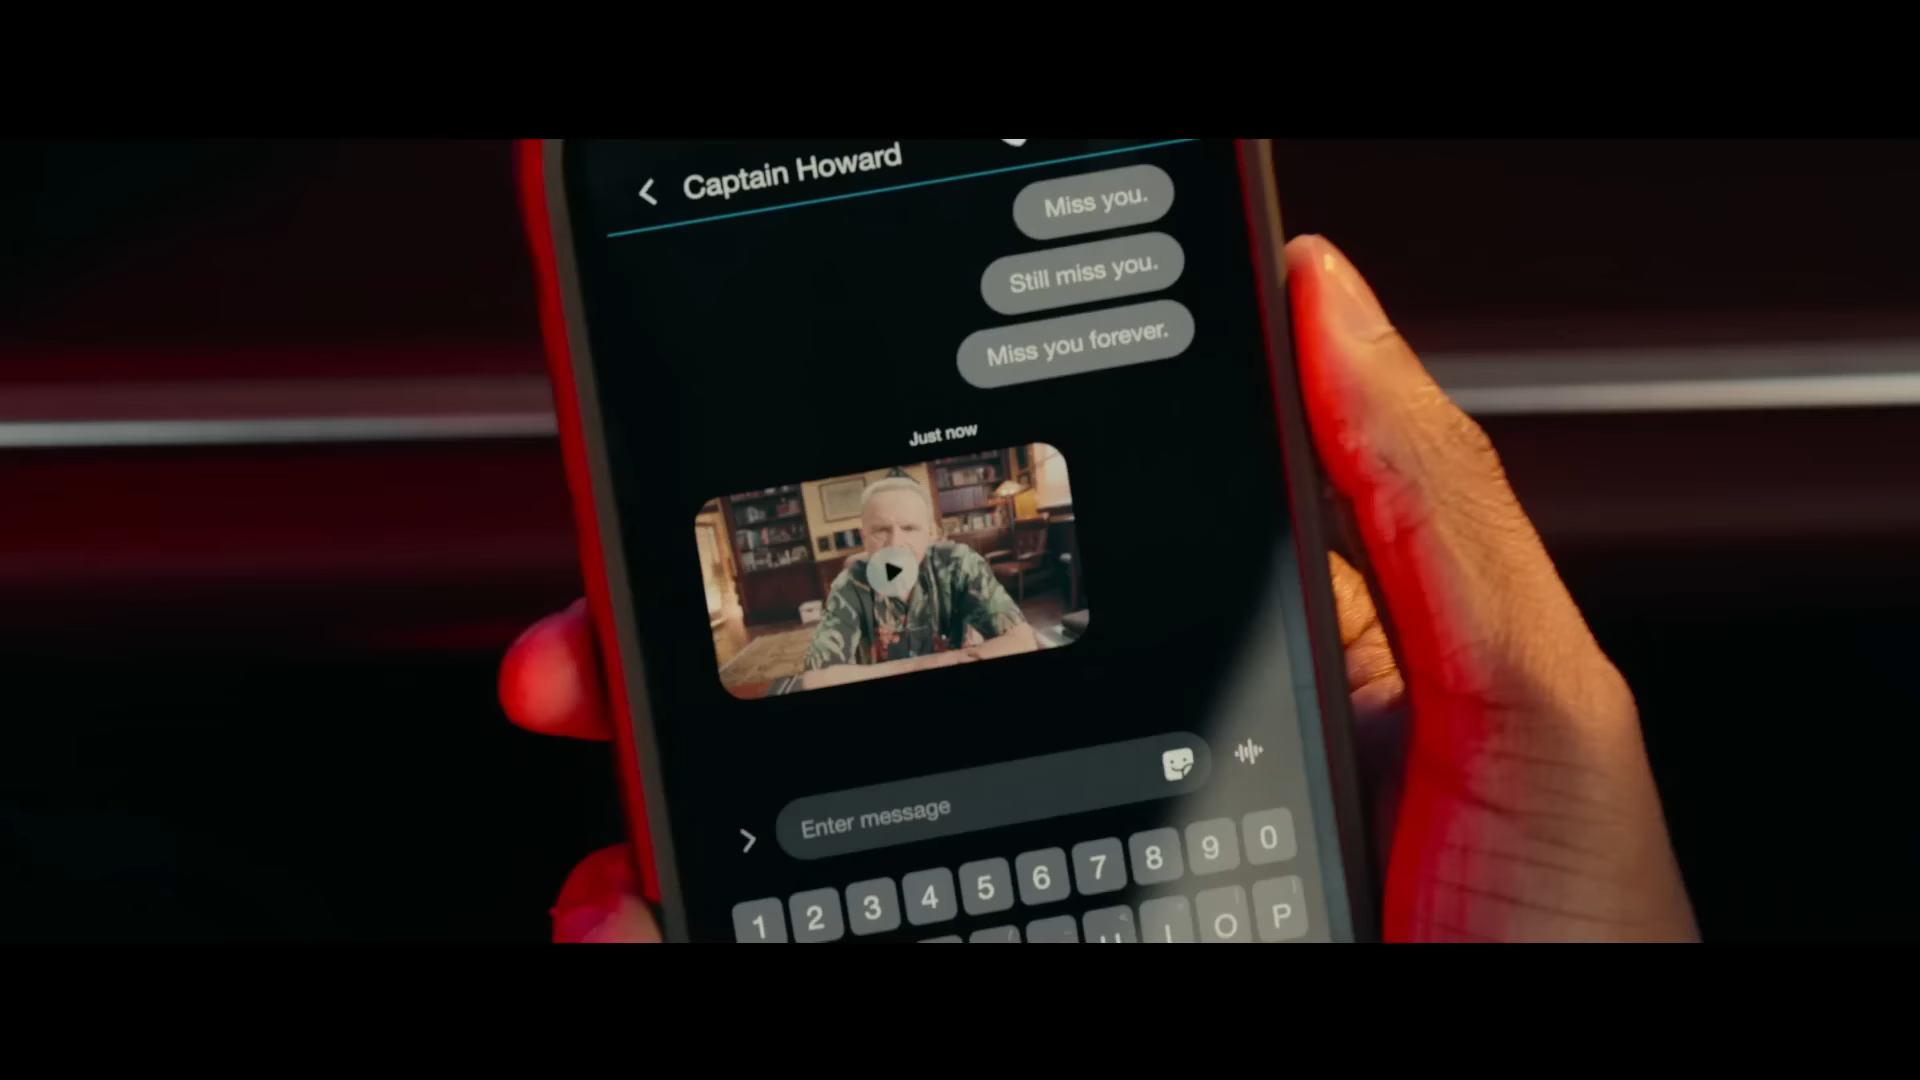 Captain Howard
Miss you.
Still miss you.
Miss you forever.
Just now
Enter message
1 2 3 4 5 6 7 8 9 0
U I O P